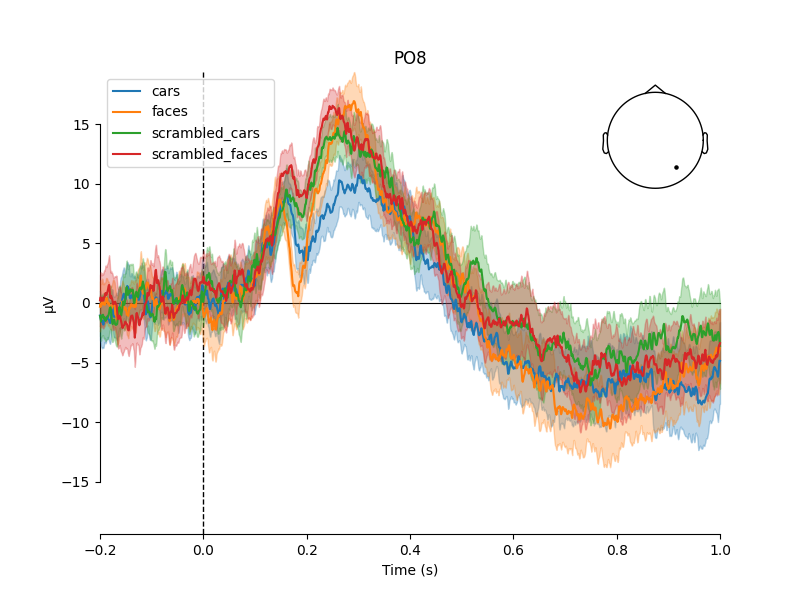 PO8
cars
faces
scrambled_cars
scrambled_faces
µV
15
10
5
0
−5
−10
−15
−0.2 0.0 0.2 0.4 0.6 0.8 1.0
Time (s)